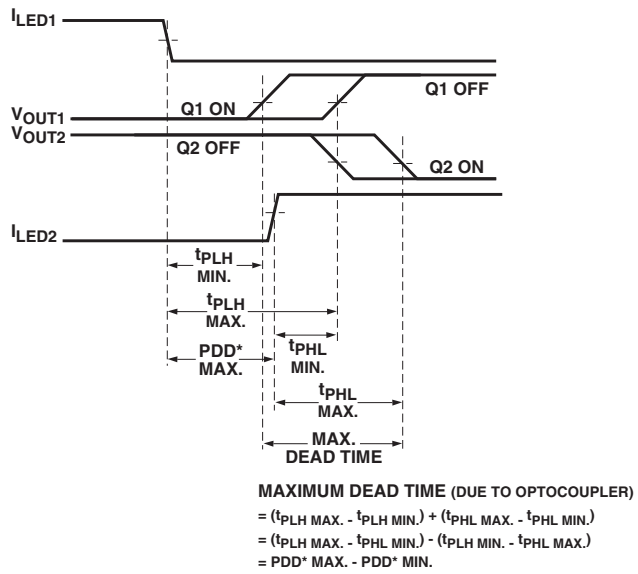 ILED1
VOUT1
VOUT2
Q1 ON
Q1 OFF
Q2 OFF
Q2 ON
ILED2
tPLH
MIN.
tPLH
MAX.
PDD*
MAX.
tPHL
MIN.
tPHL
MAX.
MAX.
DEAD TIME
MAXIMUM DEAD TIME (DUE TO OPTOCOUPLER)
= (tPLH MAX. - tPLH MIN.) + (tPHL MAX. - tPHL MIN.)
= (tPLH MAX. - tPHL MIN.) - (tPLH MIN. - tPHL MAX.)
= PDD* MAX. - PDD* MIN.